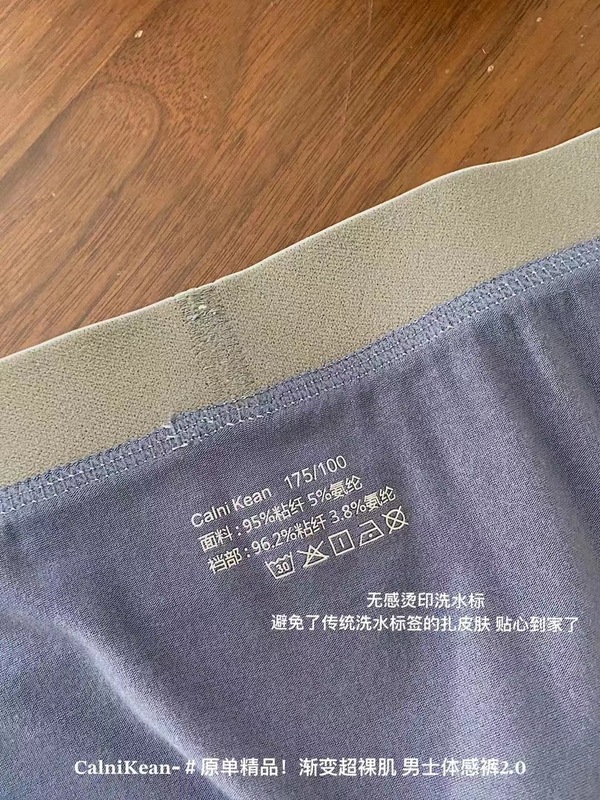 Calni Kean 175/100
面料：95%粘纤 5%氨纶
裆部：96.2%粘纤 3.8%氨纶
30
无感烫印洗水标
避免了传统洗水标签的扎皮肤 贴心到家了
CalniKean-＃原单精品！渐变超裸肌 男士体感裤2.0